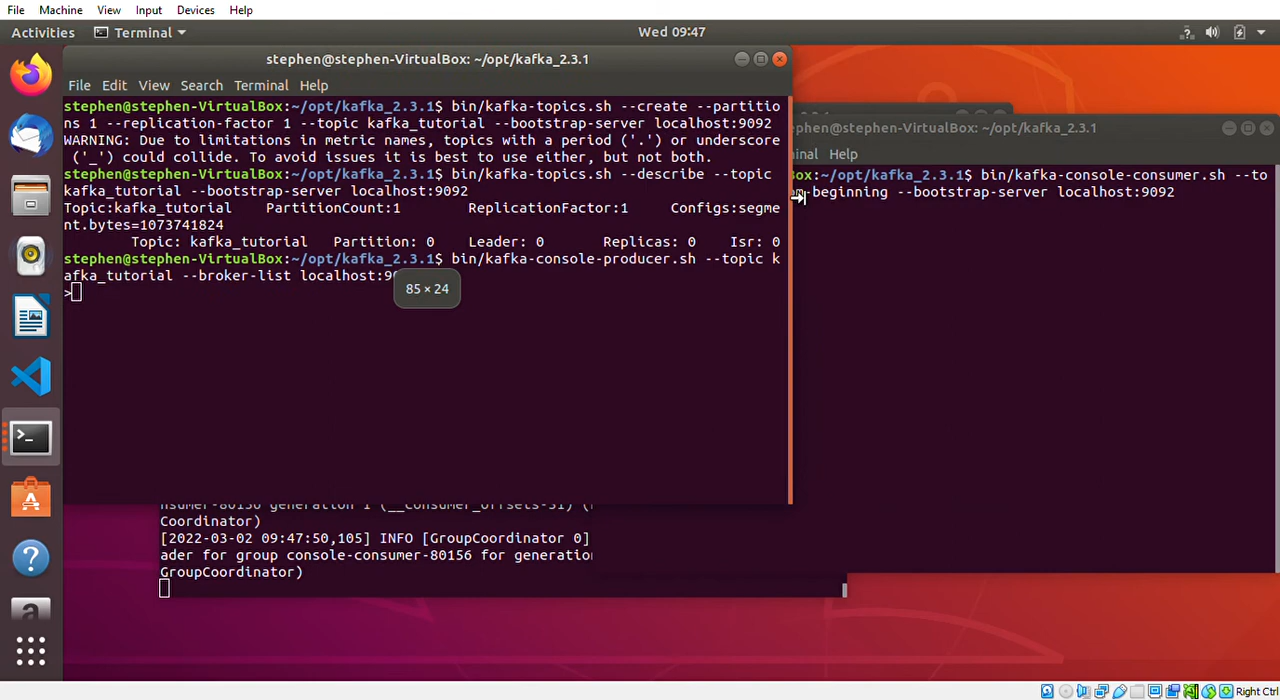 File Machine View Input Devices Help
Activities Terminal Wed 09:47
stephen@stephen-VirtualBox: ~/opt/kafka_2.3.1
File Edit View Search Terminal Help
stephen@stephen-VirtualBox:~/opt/kafka_2.3.1$ bin/kafka-topics.sh --create --partitio
ns 1 --replication-factor 1 --topic kafka_tutorial --bootstrap-server localhost:9092
WARNING: Due to limitations in metric names, topics with a period ('.') or underscore
('_') could collide. To avoid issues it is best to use either, but not both.
stephen@stephen-VirtualBox:~/opt/kafka_2.3.1$ bin/kafka-topics.sh --describe --topic
kafka_tutorial --bootstrap-server localhost:9092
Topic:kafka_tutorial PartitionCount:1 ReplicationFactor:1 Configs:segme
nt.bytes=1073741824
Topic: kafka_tutorial Partition: 0 Leader: 0 Replicas: 0 Isr: 0
stephen@stephen-VirtualBox:~/opt/kafka_2.3.1$ bin/kafka-console-producer.sh --topic k
afka_tutorial --broker-list localhost:9
>
85 × 24
phen@stephen-VirtualBox: ~/opt/kafka_2.3.1
inal Help
Box:~/opt/kafka_2.3.1$ bin/kafka-console-consumer.sh --to
-beginning --bootstrap-server localhost:9092
nsumer-80156 generation 1 (__consumer_offsets-31) (
Coordinator)
[2022-03-02 09:47:50,105] INFO [GroupCoordinator 0]
ader for group console-consumer-80156 for generation
GroupCoordinator)
Right Ctrl